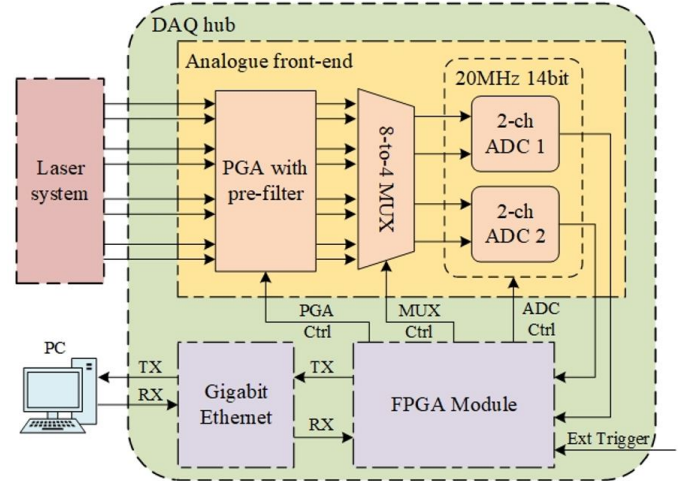 DAQ hub
Analogue front-end
20MHz 14bit
Laser
system
PGA with
pre-filter
8-to-4 MUX
2-ch
ADC 1
2-ch
ADC 2
PGA
Ctrl
MUX
Ctrl
ADC
Ctrl
PC
TX
RX
Gigabit
Ethernet
TX
RX
FPGA Module
Ext Trigger